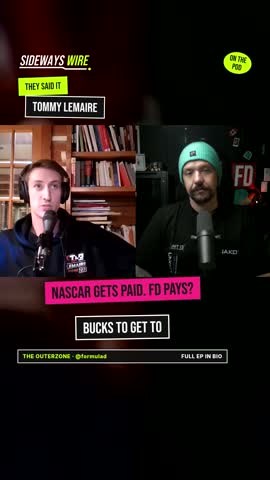 SIDEWAYS WIRE.
ON THE
POD
THEY SAID IT
TOMMY LEMAIRE
FD
NASCAR GETS PAID. FD PAYS?
BUCKS TO GET TO
THE OUTERZONE - @formulad
FULL EP IN BIO